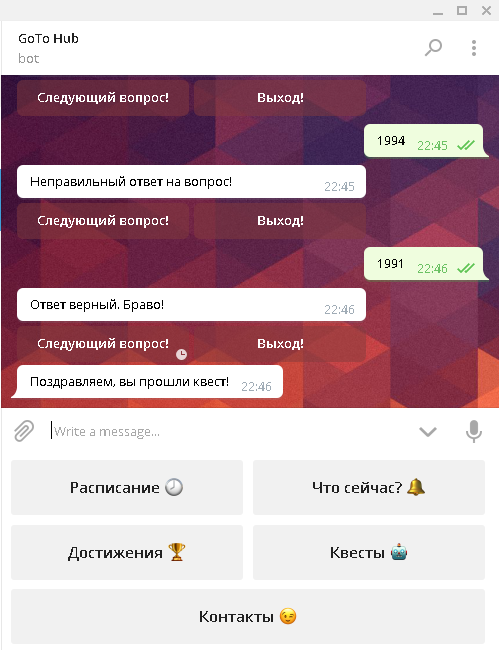 GoTo Hub
bot
Следующий вопрос! Выход!
1994 22:45
Неправильный ответ на вопрос! 22:45
Следующий вопрос! Выход!
1991 22:46
Ответ верный. Браво! 22:46
Следующий вопрос! Выход!
Поздравляем, вы прошли квест! 22:46
Write a message...
Расписание 🕗 Что сейчас? 🔔
Достижения 🏆 Квесты 🤖
Контакты 😉